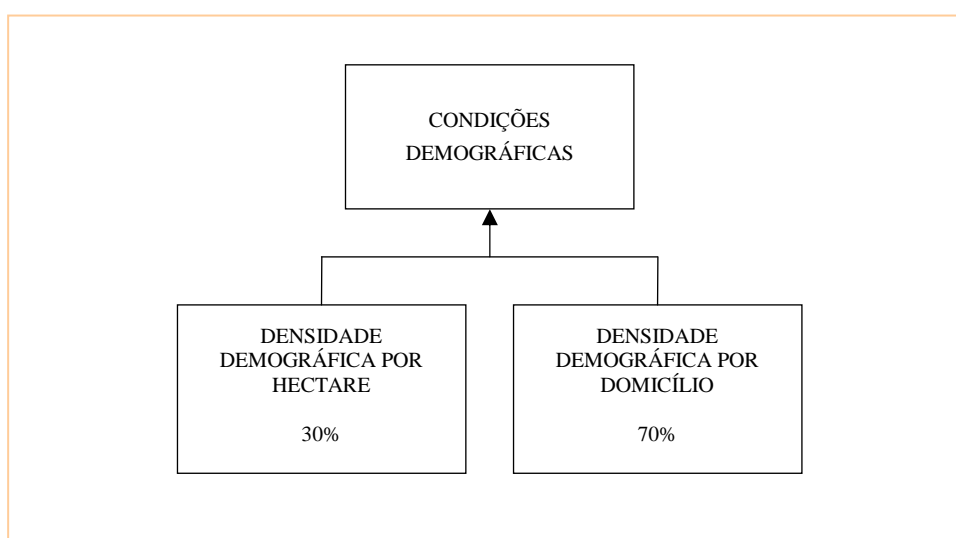 CONDIÇÕES
DEMOGRÁFICAS
DENSIDADE
DEMOGRÁFICA POR
HECTARE
30%
DENSIDADE
DEMOGRÁFICA POR
DOMICÍLIO
70%